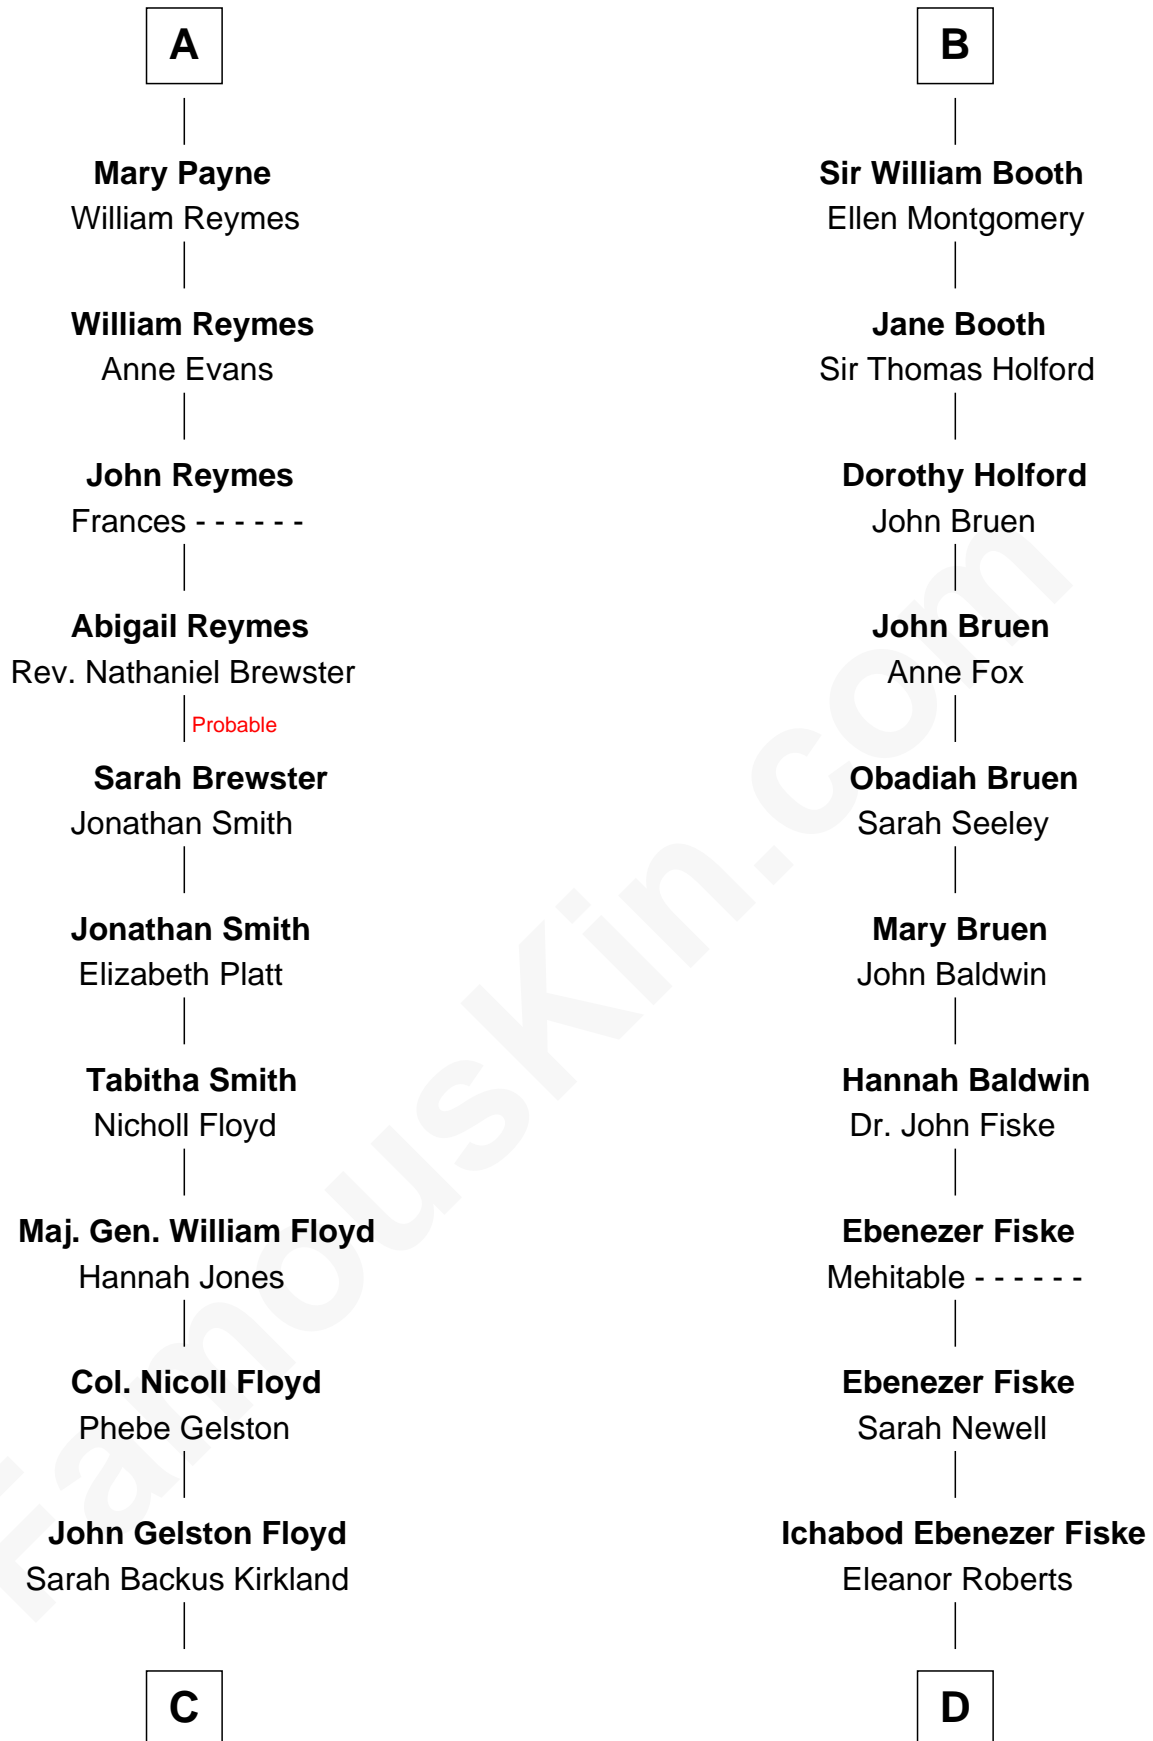 A
Mary Payne
William Reymes
William Reymes
Anne Evans
John Reymes
Frances - - - - - -
Abigail Reymes
Rev. Nathaniel Brewster
Probable
Sarah Brewster
Jonathan Smith
Jonathan Smith
Elizabeth Platt
Tabitha Smith
Nicholl Floyd
Maj. Gen. William Floyd
Hannah Jones
Col. Nicoll Floyd
Phebe Gelston
John Gelston Floyd
Sarah Backus Kirkland
C
B
Sir William Booth
Ellen Montgomery
Jane Booth
Sir Thomas Holford
Dorothy Holford
John Bruen
John Bruen
Anne Fox
Obadiah Bruen
Sarah Seeley
Mary Bruen
John Baldwin
Hannah Baldwin
Dr. John Fiske
Ebenezer Fiske
Mehitable - - - - - -
Ebenezer Fiske
Sarah Newell
Ichabod Ebenezer Fiske
Eleanor Roberts
D
FamousKin.com